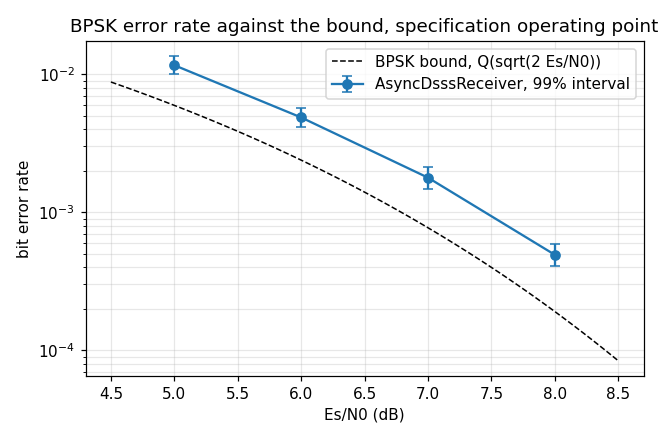 BPSK error rate against the bound, specification operating point
BPSK bound, Q(sqrt(2 Es/N0))
AsyncDsssReceiver, 99% interval
bit error rate
10⁻²
10⁻³
10⁻⁴
4.5 5.0 5.5 6.0 6.5 7.0 7.5 8.0 8.5
Es/N0 (dB)